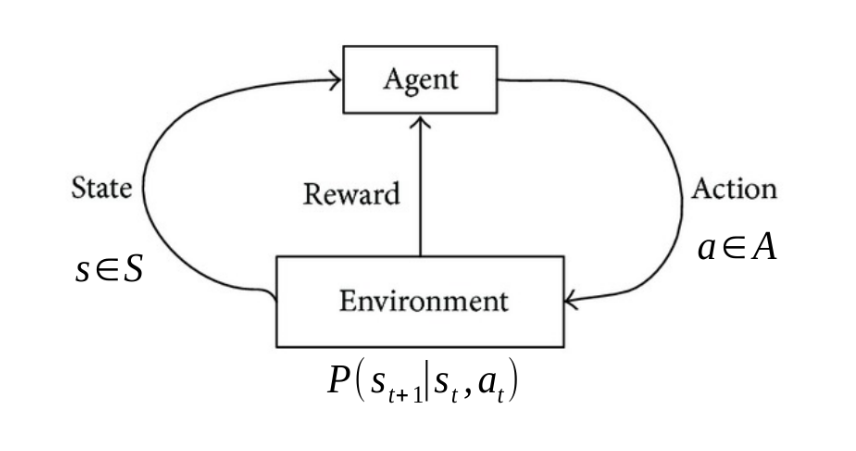 Agent
State
Reward
Action
s∈S
a∈A
Environment
P(s_{t+1}|s_t,a_t)